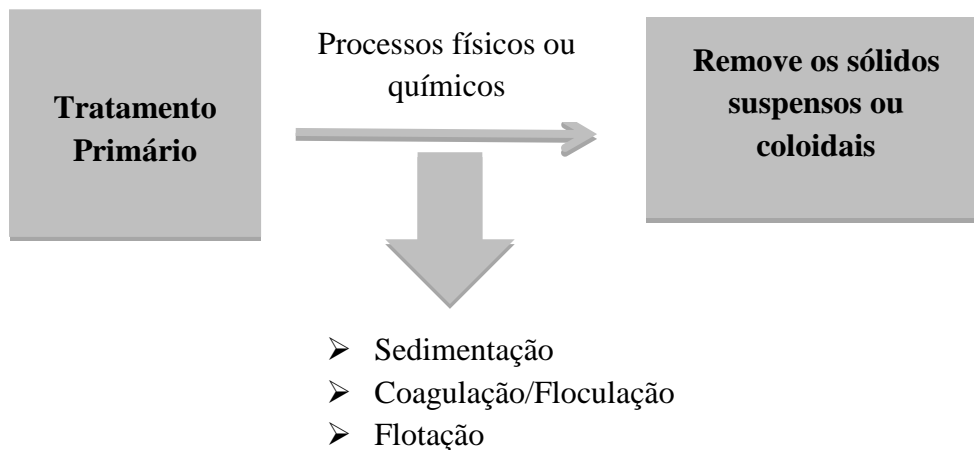 Tratamento
Primário
Processos físicos ou
químicos
Remove os sólidos
suspensos ou
coloidais
➢ Sedimentação
➢ Coagulação/Floculação
➢ Flotação